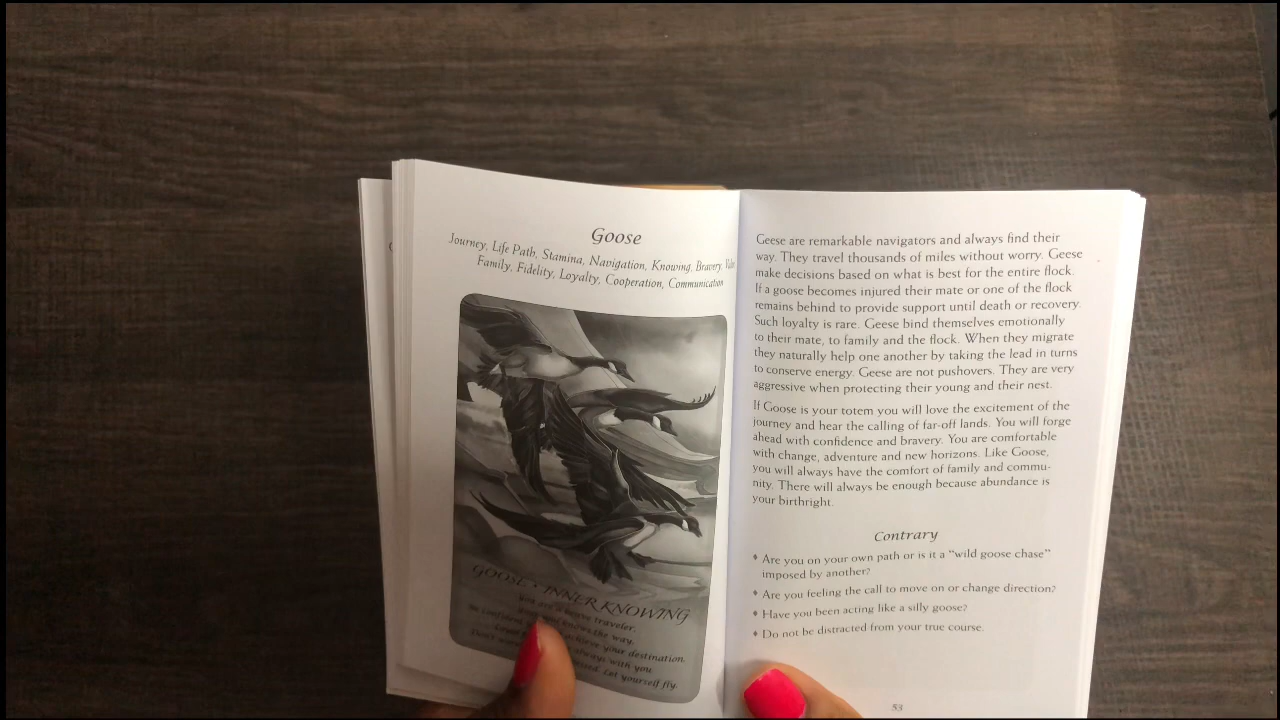 Goose
Journey, Life Path, Stamina, Navigation, Knowing, Bravery,
Family, Fidelity, Loyalty, Cooperation, Communication
GOOSE • INNER KNOWING
You are a brave traveler.
knows the way.
achieve your destination.
Don't always with you
Let yourself fly.
Geese are remarkable navigators and always find their
way. They travel thousands of miles without worry. Geese
make decisions based on what is best for the entire flock.
If a goose becomes injured their mate or one of the flock
remains behind to provide support until death or recovery.
Such loyalty is rare. Geese bind themselves emotionally
to their mate, to family and the flock. When they migrate
they naturally help one another by taking the lead in turns
to conserve energy. Geese are not pushovers. They are very
aggressive when protecting their young and their nest.
If Goose is your totem you will love the excitement of the
journey and hear the calling of far-off lands. You will forge
ahead with confidence and bravery. You are comfortable
with change, adventure and new horizons. Like Goose,
you will always have the comfort of family and commu-
nity. There will always be enough because abundance is
your birthright.
Contrary
♦ Are you on your own path or is it a "wild goose chase"
imposed by another?
♦ Are you feeling the call to move on or change direction?
♦ Have you been acting like a silly goose?
♦ Do not be distracted from your true course.
53